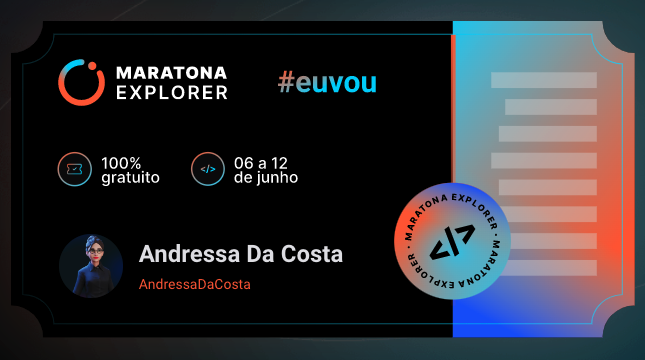 MARATONA
EXPLORER
#euvou
100%
gratuito
</>
06 a 12
de junho
Andressa Da Costa
AndressaDaCosta
MARATONA EXPLORER • MARATONA EXPLORER •
</>